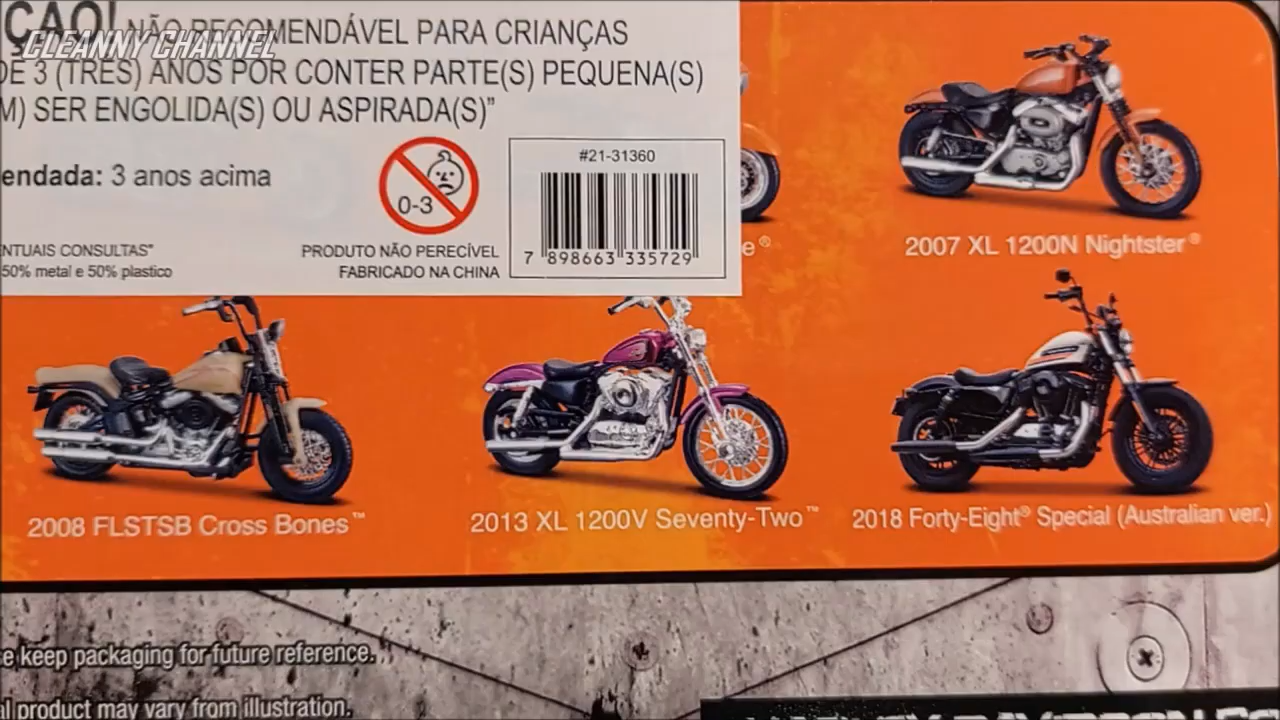 ÇÃO! NÃO RECOMENDÁVEL PARA CRIANÇAS
CLEANNY CHANNEL
DE 3 (TRÊS) ANOS POR CONTER PARTE(S) PEQUENA(S)
M) SER ENGOLIDA(S) OU ASPIRADA(S)"
endada: 3 anos acima
0-3
#21-31360
ENTUAIS CONSULTAS"
50% metal e 50% plastico
PRODUTO NÃO PERECÍVEL
FABRICADO NA CHINA
7 898663 335729
e®
2007 XL 1200N Nightster®
2008 FLSTSB Cross Bones™
2013 XL 1200V Seventy-Two™
2018 Forty-Eight® Special (Australian ver.)
e keep packaging for future reference.
al product may vary from illustration.